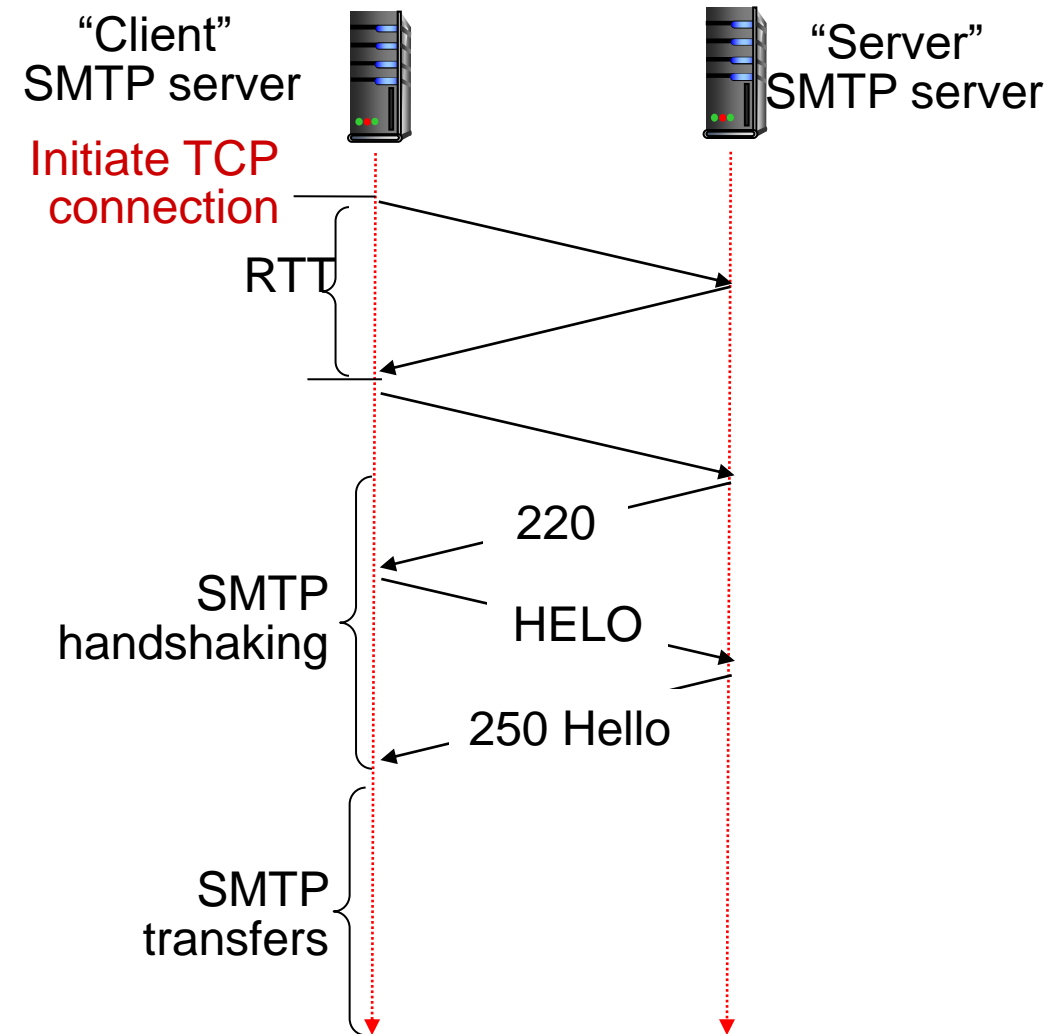 “Client”
SMTP server
“Server”
SMTP server
Initiate TCP
connection
RTT
220
SMTP
handshaking
HELO
250 Hello
SMTP
transfers